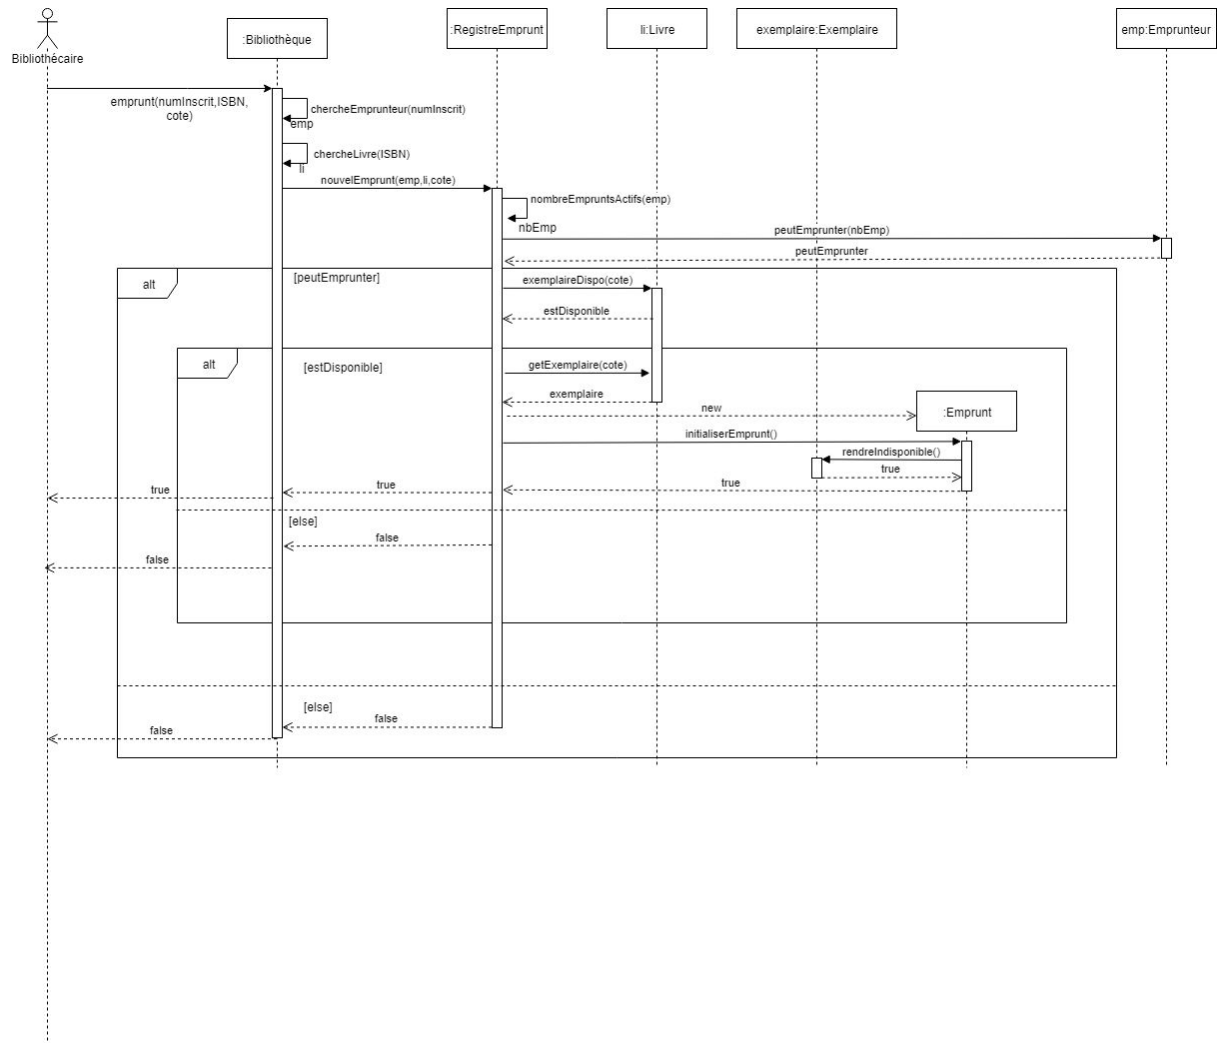 Bibliothécaire
:Bibliothèque
:RegistreEmprunt
li:Livre
exemplaire:Exemplaire
emp:Emprunteur
emprunt(numInscrit,ISBN,
cote)
chercheEmprunteur(numInscrit)
emp
chercheLivre(ISBN)
li
nouvelEmprunt(emp,li,cote)
nombreEmpruntsActifs(emp)
nbEmp
peutEmprunter(nbEmp)
peutEmprunter
alt
[peutEmprunter]
exemplaireDispo(cote)
estDisponible
alt
[estDisponible]
getExemplaire(cote)
exemplaire
new
:Emprunt
initialiserEmprunt()
rendreIndisponible()
true
true
true
true
[else]
false
false
[else]
false
false